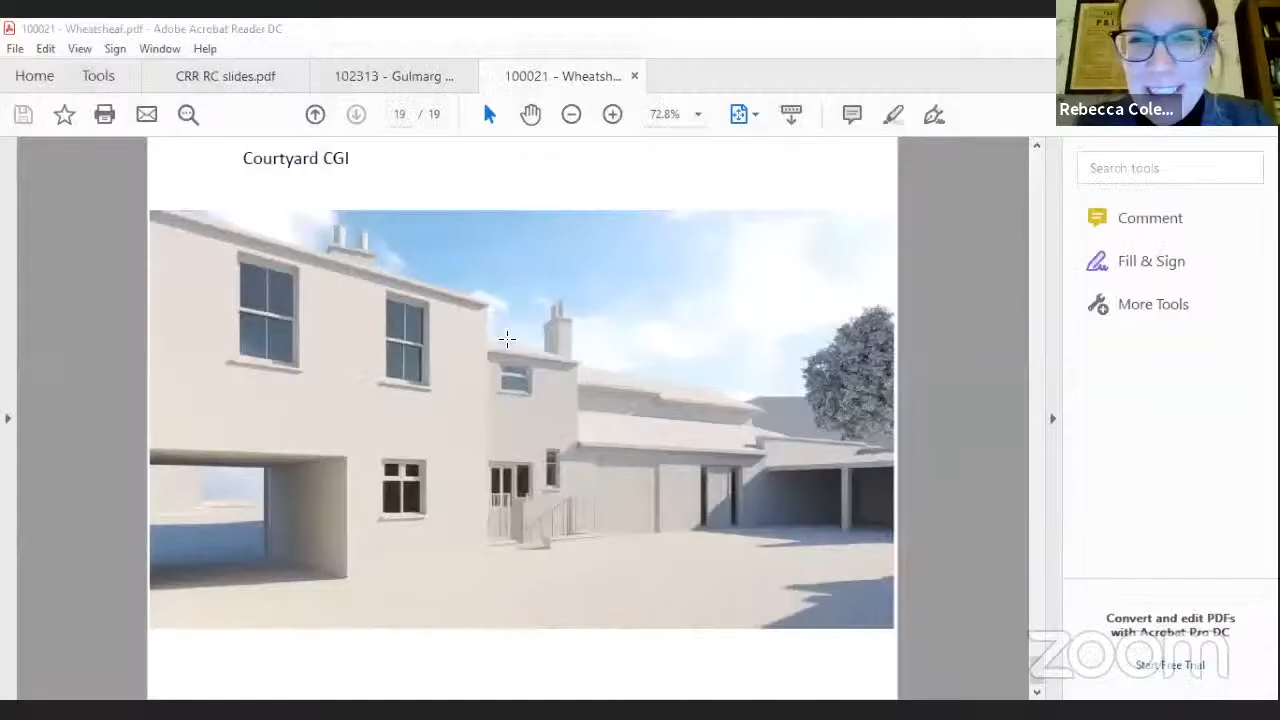 100021 - Wheatsheaf.pdf - Adobe Acrobat Reader DC
File Edit View Sign Window Help
Home Tools CRR RC slides.pdf 102313 - Gulmarg ... 100021 - Wheatsh... ×
19 / 19 72.8%
Rebecca Cole...
Courtyard CGI
Search tools
Comment
Fill & Sign
More Tools
Convert and edit PDFs
with Acrobat Pro DC
Start Free Trial
zoom